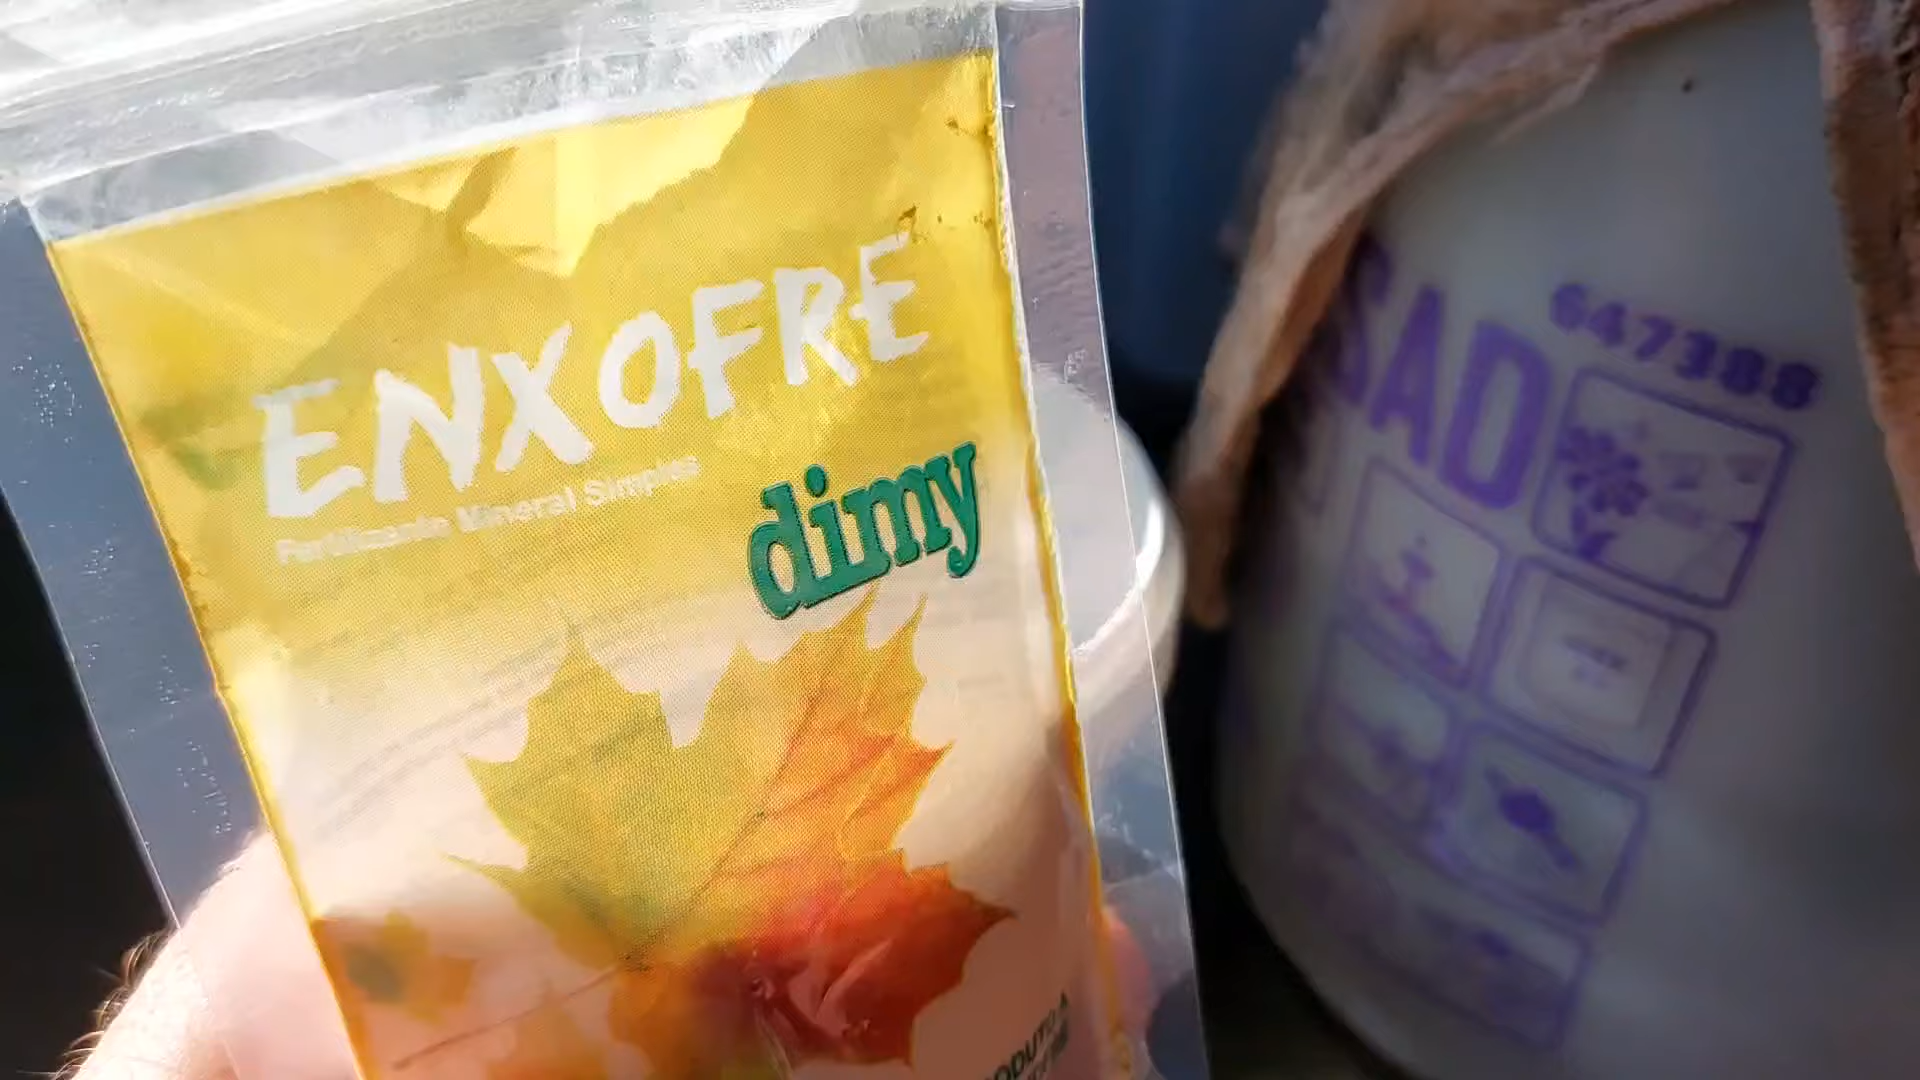 ENXOFRE
Fertilizante Mineral Simples
dimy
SAD
647388